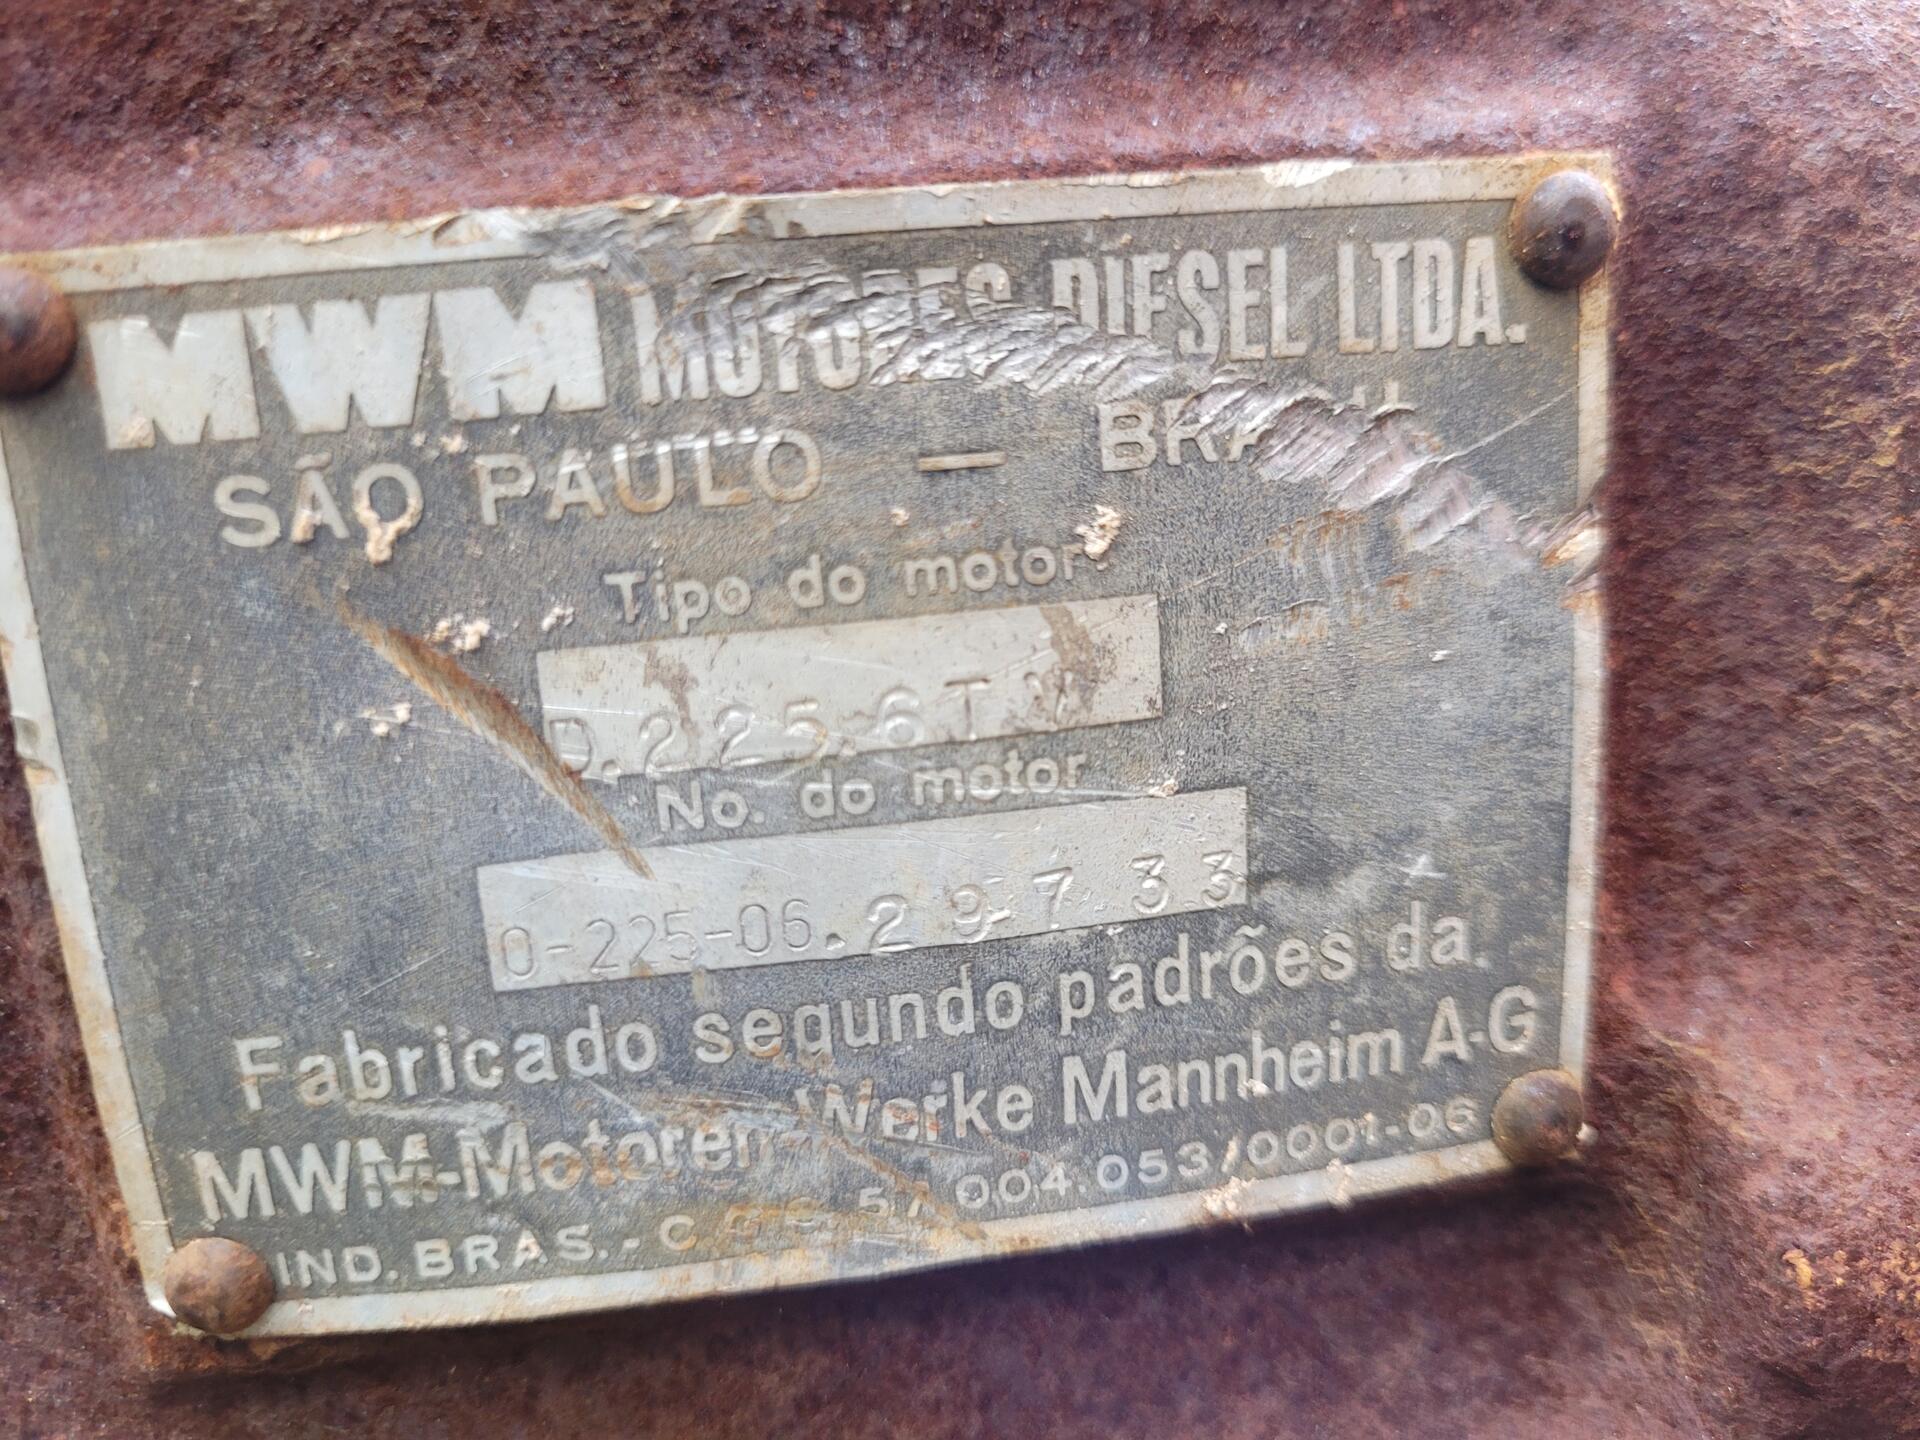 MWM MOTORES DIESEL LTDA.
SÃO PAULO – BRASIL
Tipo do motor
D.225.6T
No. do motor
0-225-06.29733
Fabricado segundo padrões da
MWM-Motoren-Werke Mannheim A-G
IND. BRAS. - 004.053/0001-06